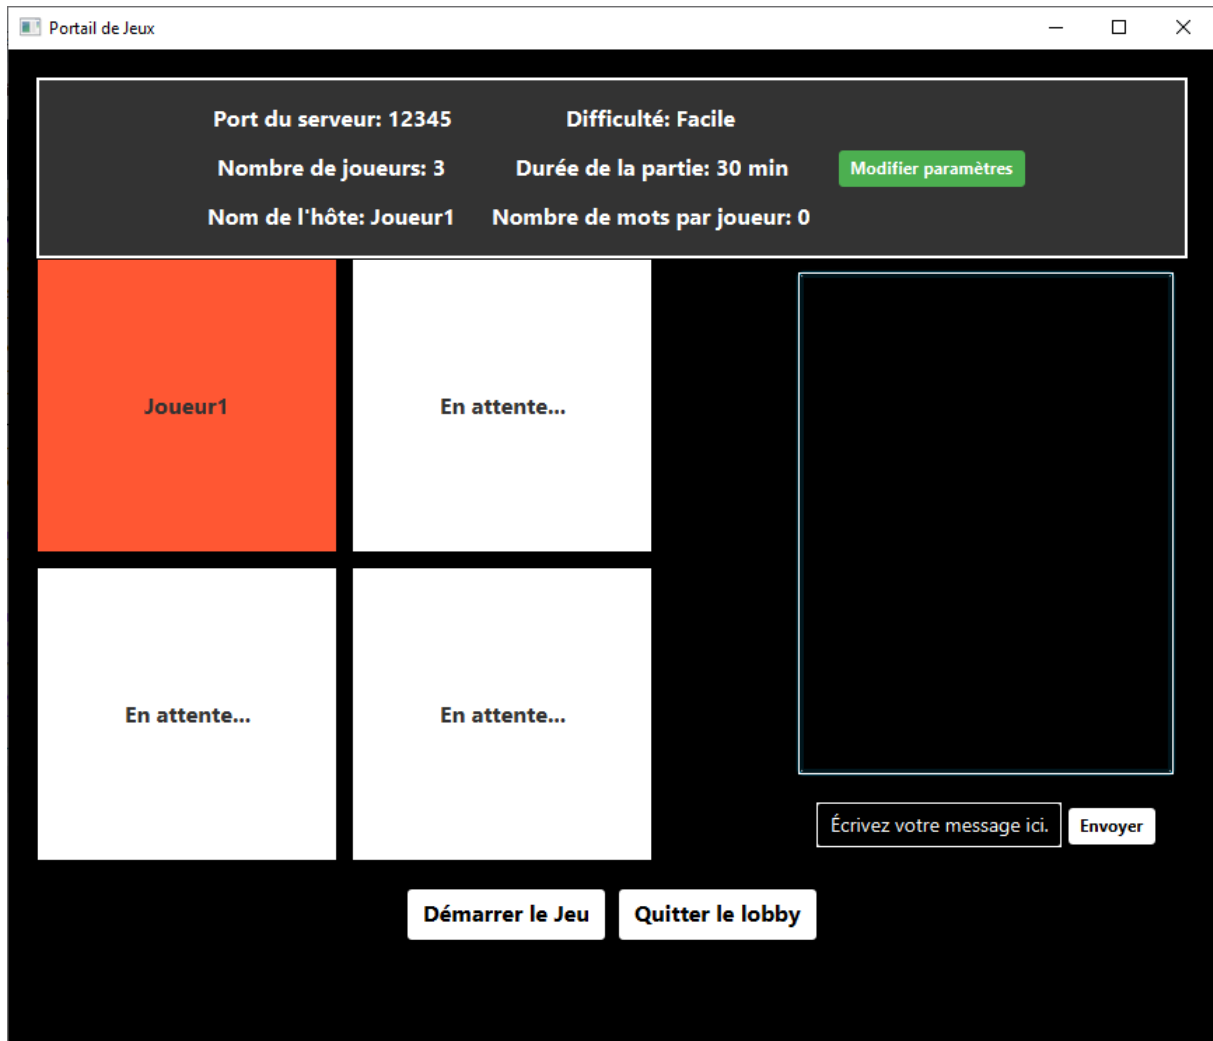 Portail de Jeux
Port du serveur: 12345
Difficulté: Facile
Nombre de joueurs: 3
Durée de la partie: 30 min
Modifier paramètres
Nom de l'hôte: Joueur1
Nombre de mots par joueur: 0
Joueur1
En attente...
En attente...
En attente...
Écrivez votre message ici.
Envoyer
Démarrer le Jeu
Quitter le lobby